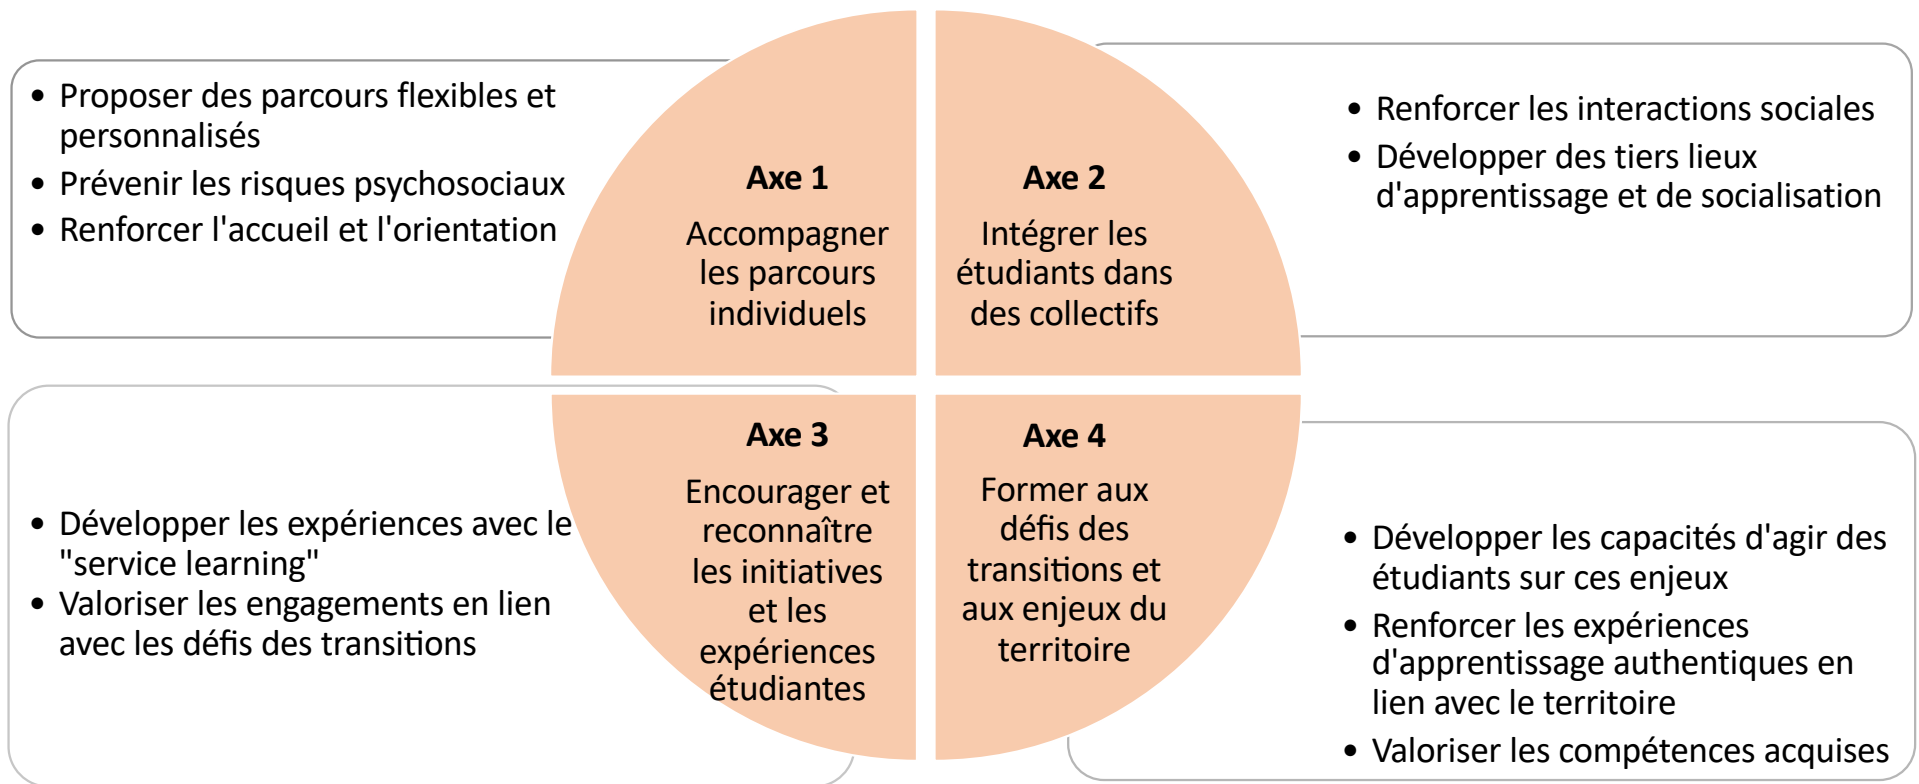 • Proposer des parcours flexibles et
personnalisés
• Prévenir les risques psychosociaux
• Renforcer l'accueil et l'orientation
Axe 1
Accompagner
les parcours
individuels
Axe 2
Intégrer les
étudiants dans
des collectifs
• Renforcer les interactions sociales
• Développer des tiers lieux
d'apprentissage et de socialisation
• Développer les expériences avec le
"service learning"
• Valoriser les engagements en lien
avec les défis des transitions
Axe 3
Encourager et
reconnaître
les initiatives
et les
expériences
étudiantes
Axe 4
Former aux
défis des
transitions et
aux enjeux du
territoire
• Développer les capacités d'agir des
étudiants sur ces enjeux
• Renforcer les expériences
d'apprentissage authentiques en
lien avec le territoire
• Valoriser les compétences acquises